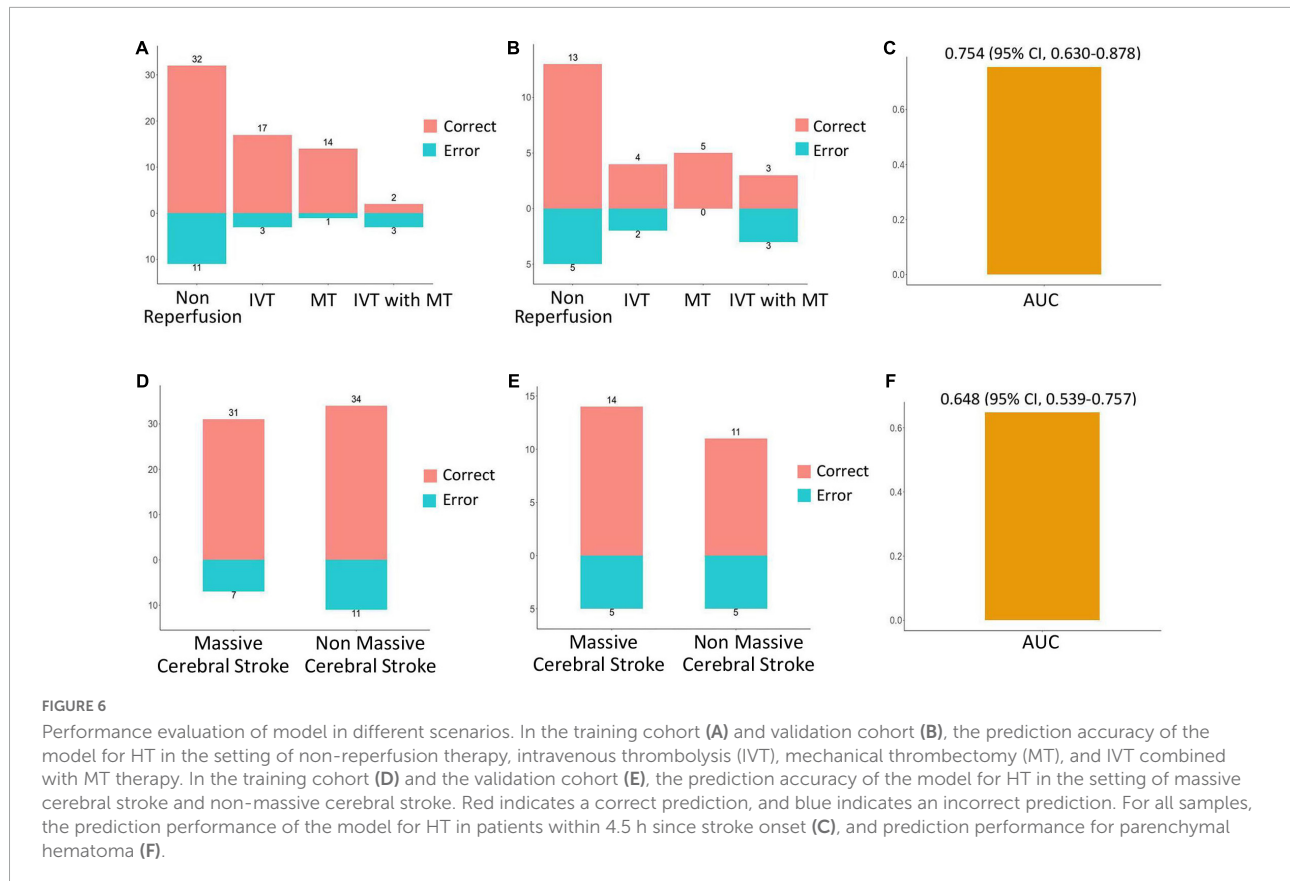 A
32
30
20
10
0
10
17
14
2
11
3
1
3
Non
Reperfusion
IVT
MT
IVT with MT
Correct
Error
B
13
10
5
0
5
4
5
3
5
2
0
3
Non
Reperfusion
IVT
MT
IVT with MT
Correct
Error
C
0.754 (95% CI, 0.630-0.878)
0.6
0.4
0.2
0.0
AUC
D
31
34
30
20
10
0
10
7
11
Massive
Cerebral Stroke
Non Massive
Cerebral Stroke
Correct
Error
E
15
14
11
10
5
0
5
5
5
Massive
Cerebral Stroke
Non Massive
Cerebral Stroke
Correct
Error
F
0.648 (95% CI, 0.539-0.757)
0.6
0.4
0.2
0.0
AUC
FIGURE 6
Performance evaluation of model in different scenarios. In the training cohort (A) and validation cohort (B), the prediction accuracy of the
model for HT in the setting of non-reperfusion therapy, intravenous thrombolysis (IVT), mechanical thrombectomy (MT), and IVT combined
with MT therapy. In the training cohort (D) and the validation cohort (E), the prediction accuracy of the model for HT in the setting of massive
cerebral stroke and non-massive cerebral stroke. Red indicates a correct prediction, and blue indicates an incorrect prediction. For all samples,
the prediction performance of the model for HT in patients within 4.5 h since stroke onset (C), and prediction performance for parenchymal
hematoma (F).